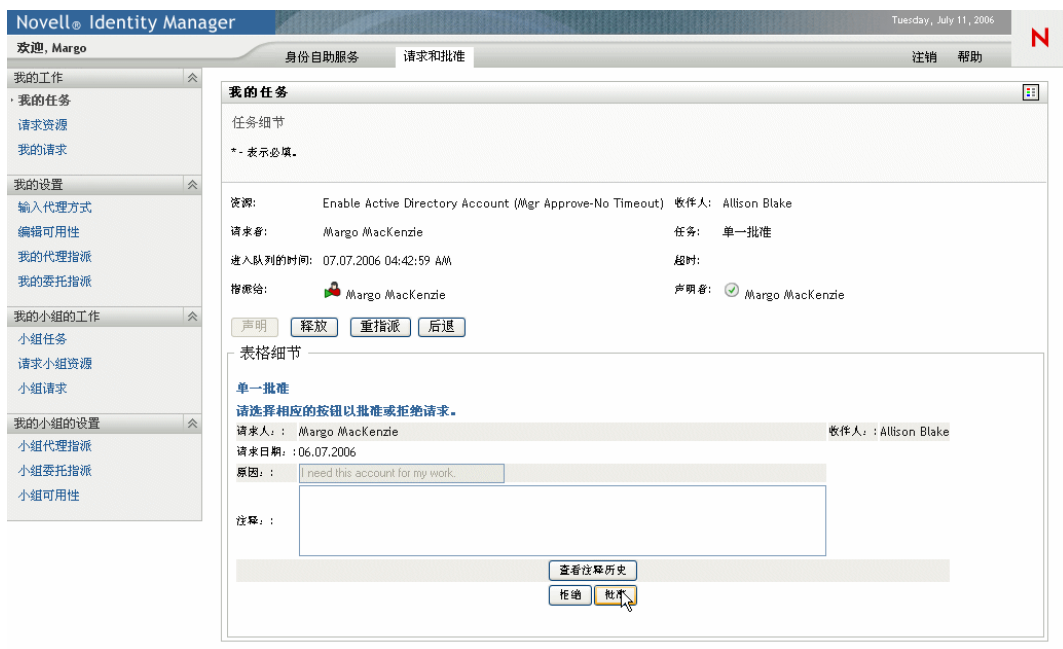 Novell® Identity Manager
Tuesday, July 11, 2006
N
欢迎, Margo
身份自助服务
请求和批准
注销
帮助
我的工作
我的任务
请求资源
我的请求
我的设置
输入代理方式
编辑可用性
我的代理指派
我的委托指派
我的小组的工作
小组任务
请求小组资源
小组请求
我的小组的设置
小组代理指派
小组委托指派
小组可用性
我的任务
任务细节
*- 表示必填。
资源: Enable Active Directory Account (Mgr Approve-No Timeout) 收件人: Allison Blake
请求者: Margo MacKenzie 任务: 单一批准
进入队列的时间: 07.07.2006 04:42:59 AM 超时:
指派给: Margo MacKenzie 声明者: Margo MacKenzie
声明 释放 重指派 后退
表格细节
单一批准
请选择相应的按钮以批准或拒绝请求。
请求人:: Margo MacKenzie 收件人:: Allison Blake
请求日期:: 06.07.2006
原因:: I need this account for my work.
注释::
查看注释历史
拒绝 批准